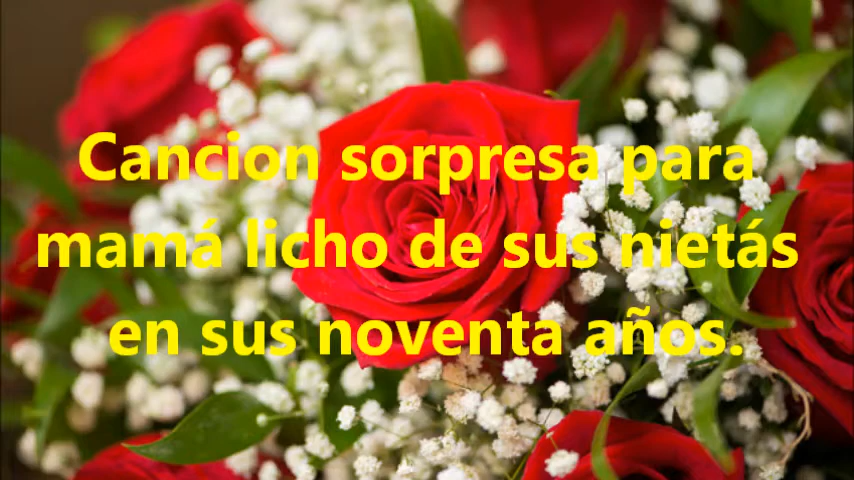 Cancion sorpresa para
mamá licho de sus nietás
en sus noventa años.